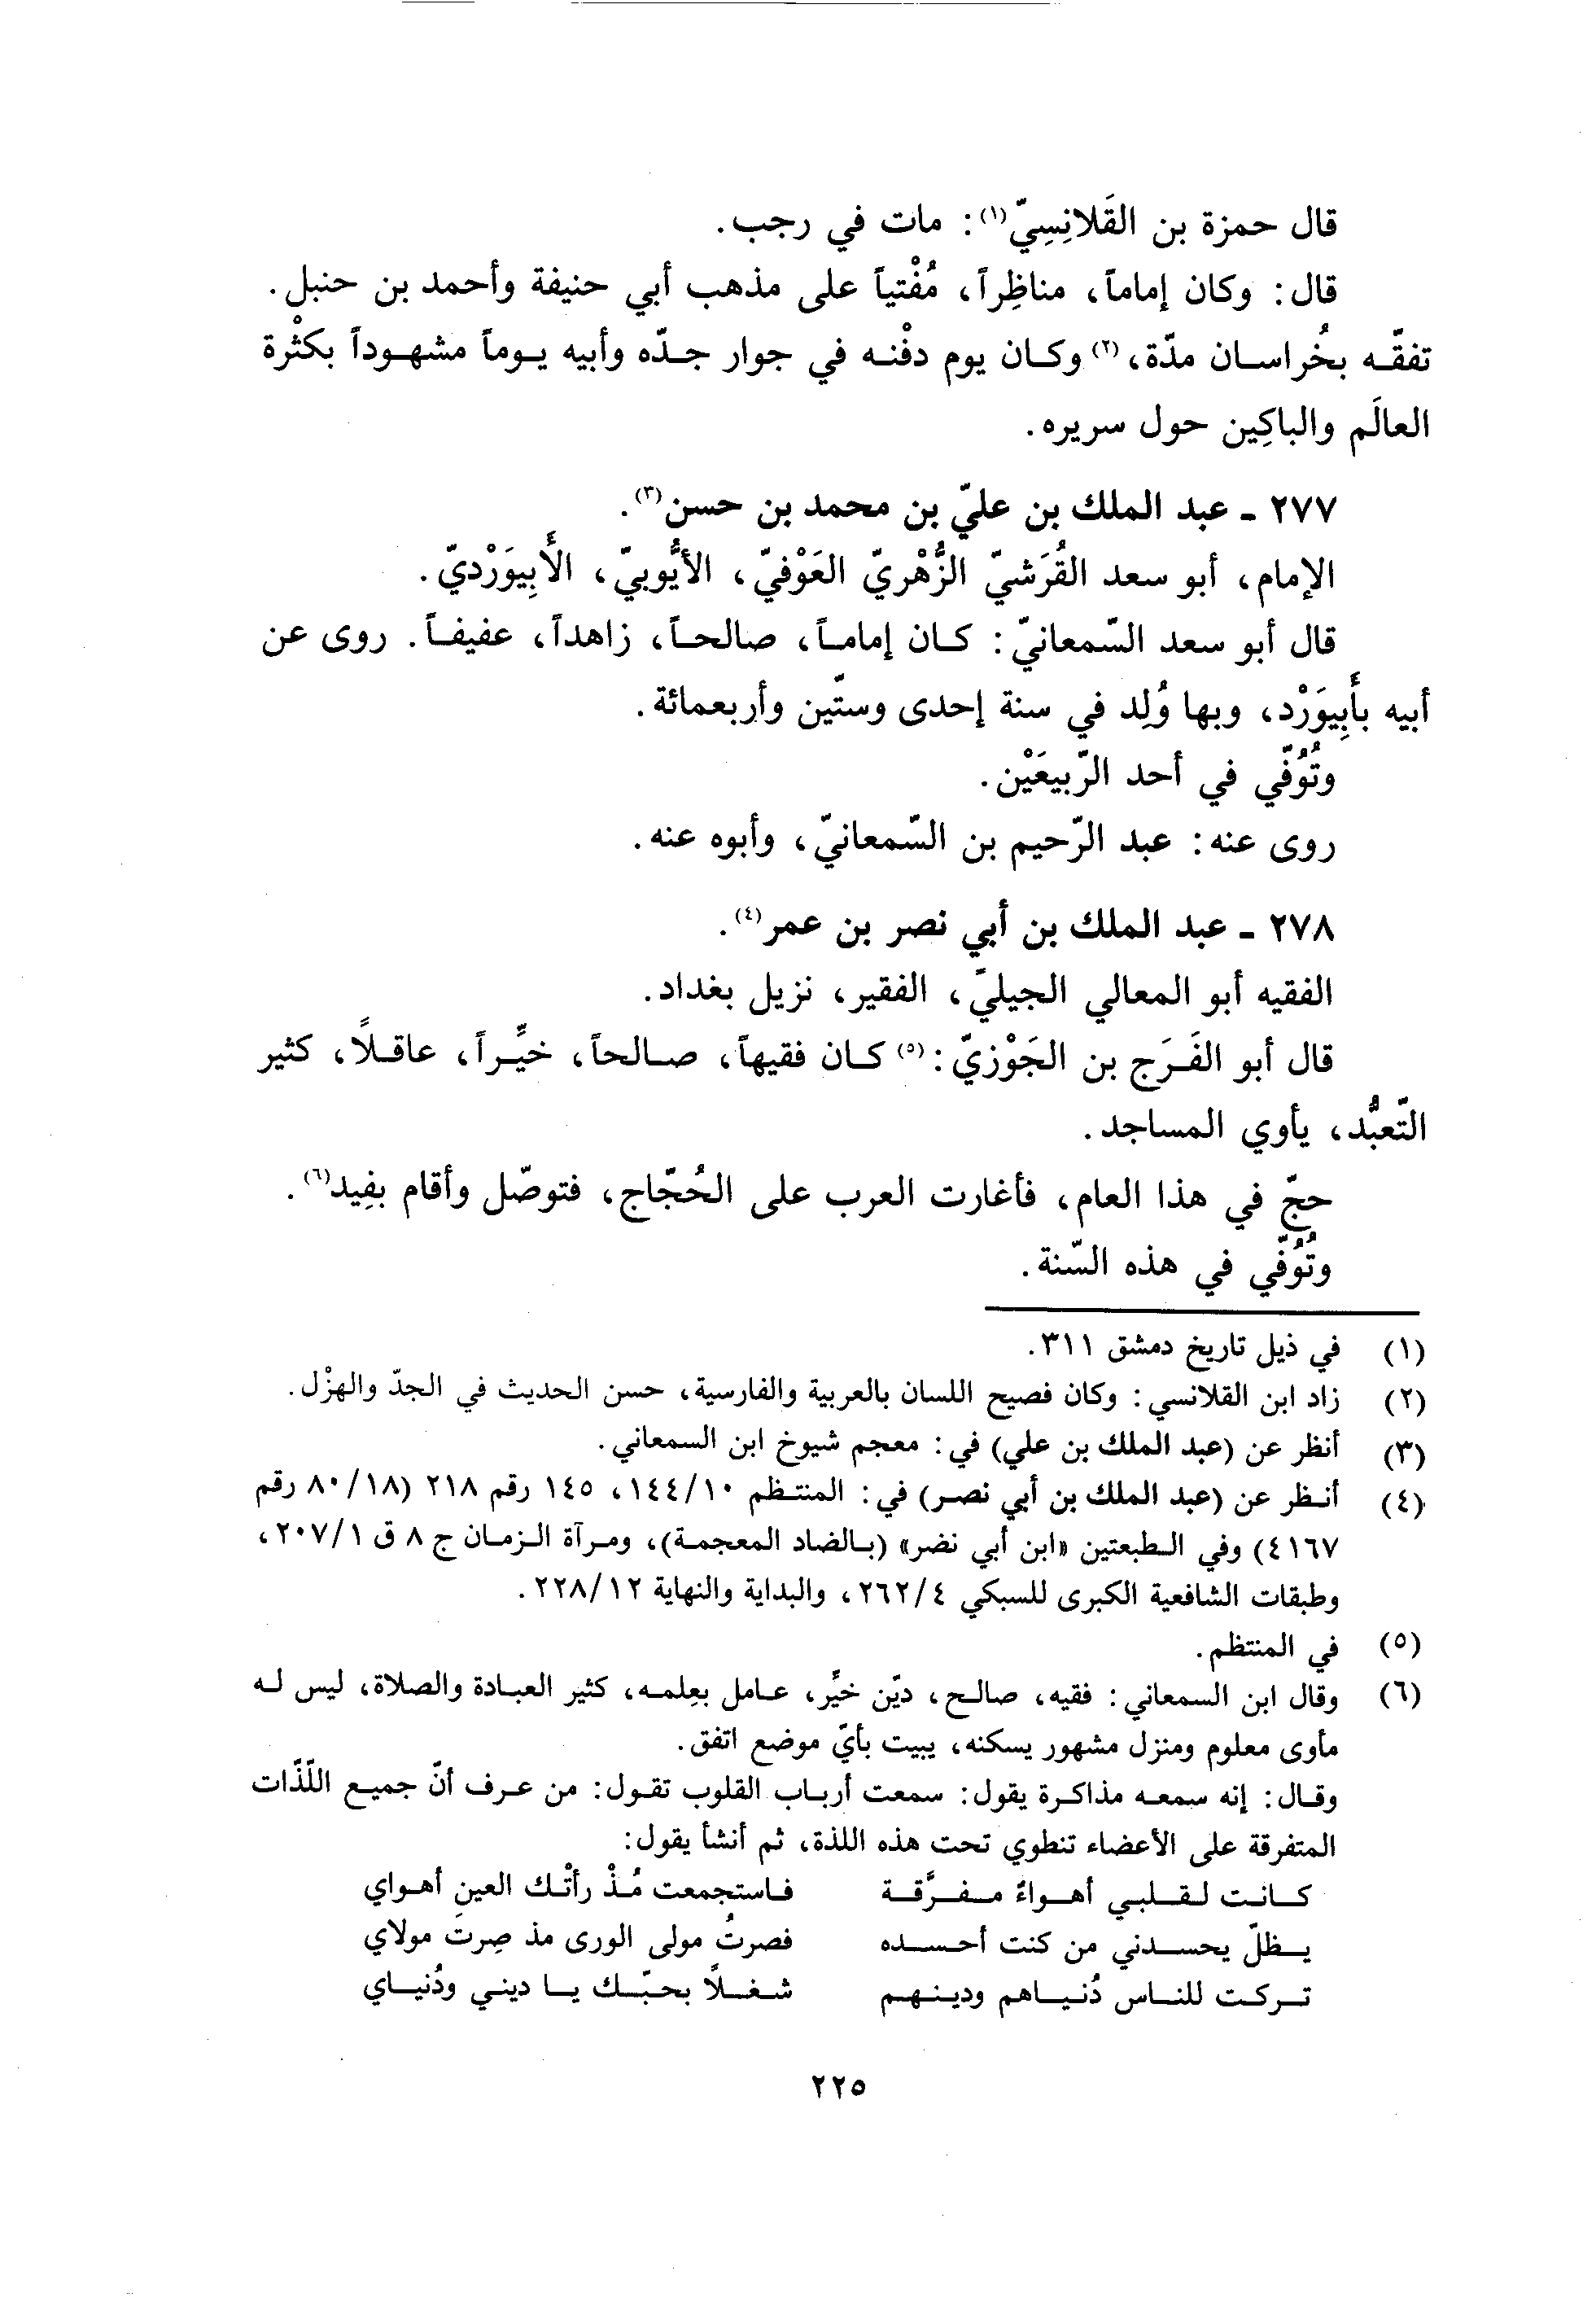 قال حمزة بن القَلانِسِيّ(١): مات في رجب.
قال: وكان إماماً، مناظِراً، مُفْتياً على مذهب أبي حنيفة وأحمد بن حنبل.
تفقّه بخُراسان مدّة،(٢) وكان يوم دفْنه في جوار جدّه وأبيه يوماً مشهوداً بكثْرة
العالَم والباكِين حول سريره.
٢٧٧ - عبد الملك بن عليّ بن محمد بن حسن(٣).
الإمام، أبو سعد القُرَشيّ الزُّهْريّ العَوْفيّ، الأيُّوبيّ، الأَبِيوَرْديّ.
قال أبو سعد السّمعانيّ: كان إماماً، صالحاً، زاهداً، عفيفاً. روى عن
أبيه بأَبِيوَرْد، وبها وُلِد في سنة إحدى وستّين وأربعمائة.
وتُوُفّي في أحد الرّبيعَيْن.
روى عنه: عبد الرّحيم بن السّمعانيّ، وأبوه عنه.
٢٧٨ - عبد الملك بن أبي نصر بن عمر(٤).
الفقيه أبو المعالي الجيليّ، الفقير، نزيل بغداد.
قال أبو الفَرَج بن الجَوْزيّ:(٥) كان فقيهاً، صالحاً، خيِّراً، عاقلاً، كثير
التّعبُّد، يأوي المساجد.
حجّ في هذا العام، فأغارت العرب على الحُجّاج، فتوصّل وأقام بفِيد(٦).
وتُوُفّي في هذه السّنة.
(١) في ذيل تاريخ دمشق ٣١١.
(٢) زاد ابن القلانسي: وكان فصيح اللسان بالعربية والفارسية، حسن الحديث في الجدّ والهزْل.
(٣) أنظر عن (عبد الملك بن علي) في: معجم شيوخ ابن السمعاني.
(٤) أنظر عن (عبد الملك بن أبي نصر) في: المنتظم ١٤٤/١٠، ١٤٥ رقم ٢١٨ (٨٠/١٨ رقم
٤١٦٧) وفي الطبعتين «ابن أبي نضر» (بالضاد المعجمة)، ومرآة الزمان ج ٨ ق ٢٠٧/١،
وطبقات الشافعية الكبرى للسبكي ٢٦٢/٤، والبداية والنهاية ٢٢٨/١٢.
(٥) في المنتظم.
(٦) وقال ابن السمعاني: فقيه، صالح، ديّن خيِّر، عامل بعِلمه، كثير العبادة والصلاة، ليس له
مأوى معلوم ومنزل مشهور يسكنه، يبيت بأيّ موضع اتفق.
وقال: إنه سمعه مذاكرة يقول: سمعت أرباب القلوب تقول: من عرف أنّ جميع اللّذّات
المتفرقة على الأعضاء تنطوي تحت هذه اللذة، ثم أنشأ يقول:
كانت لقلبي أهواءٌ مفرَّقة فاستجمعت مُذْ رأتْك العين أهواي
يظلّ يحسدني من كنت أحسده فصرتُ مولى الورى مذ صِرتَ مولاي
تركت للناس دُنياهم ودينهم شغلاً بحبّك يا ديني ودُنياي
٢٢٥